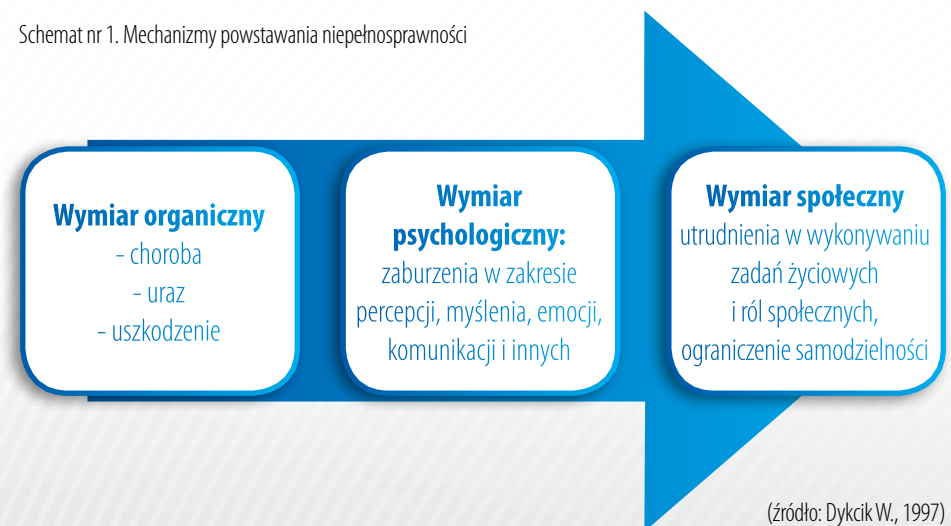 Schemat nr 1. Mechanizmy powstawania niepełnosprawności
Wymiar organiczny
- choroba
- uraz
- uszkodzenie
Wymiar
psychologiczny:
zaburzenia w zakresie
percepcji, myślenia, emocji,
komunikacji i innych
Wymiar społeczny
utrudnienia w wykonywaniu
zadań życiowych
i ról społecznych,
ograniczenie samodzielności
(źródło: Dykcik W., 1997)